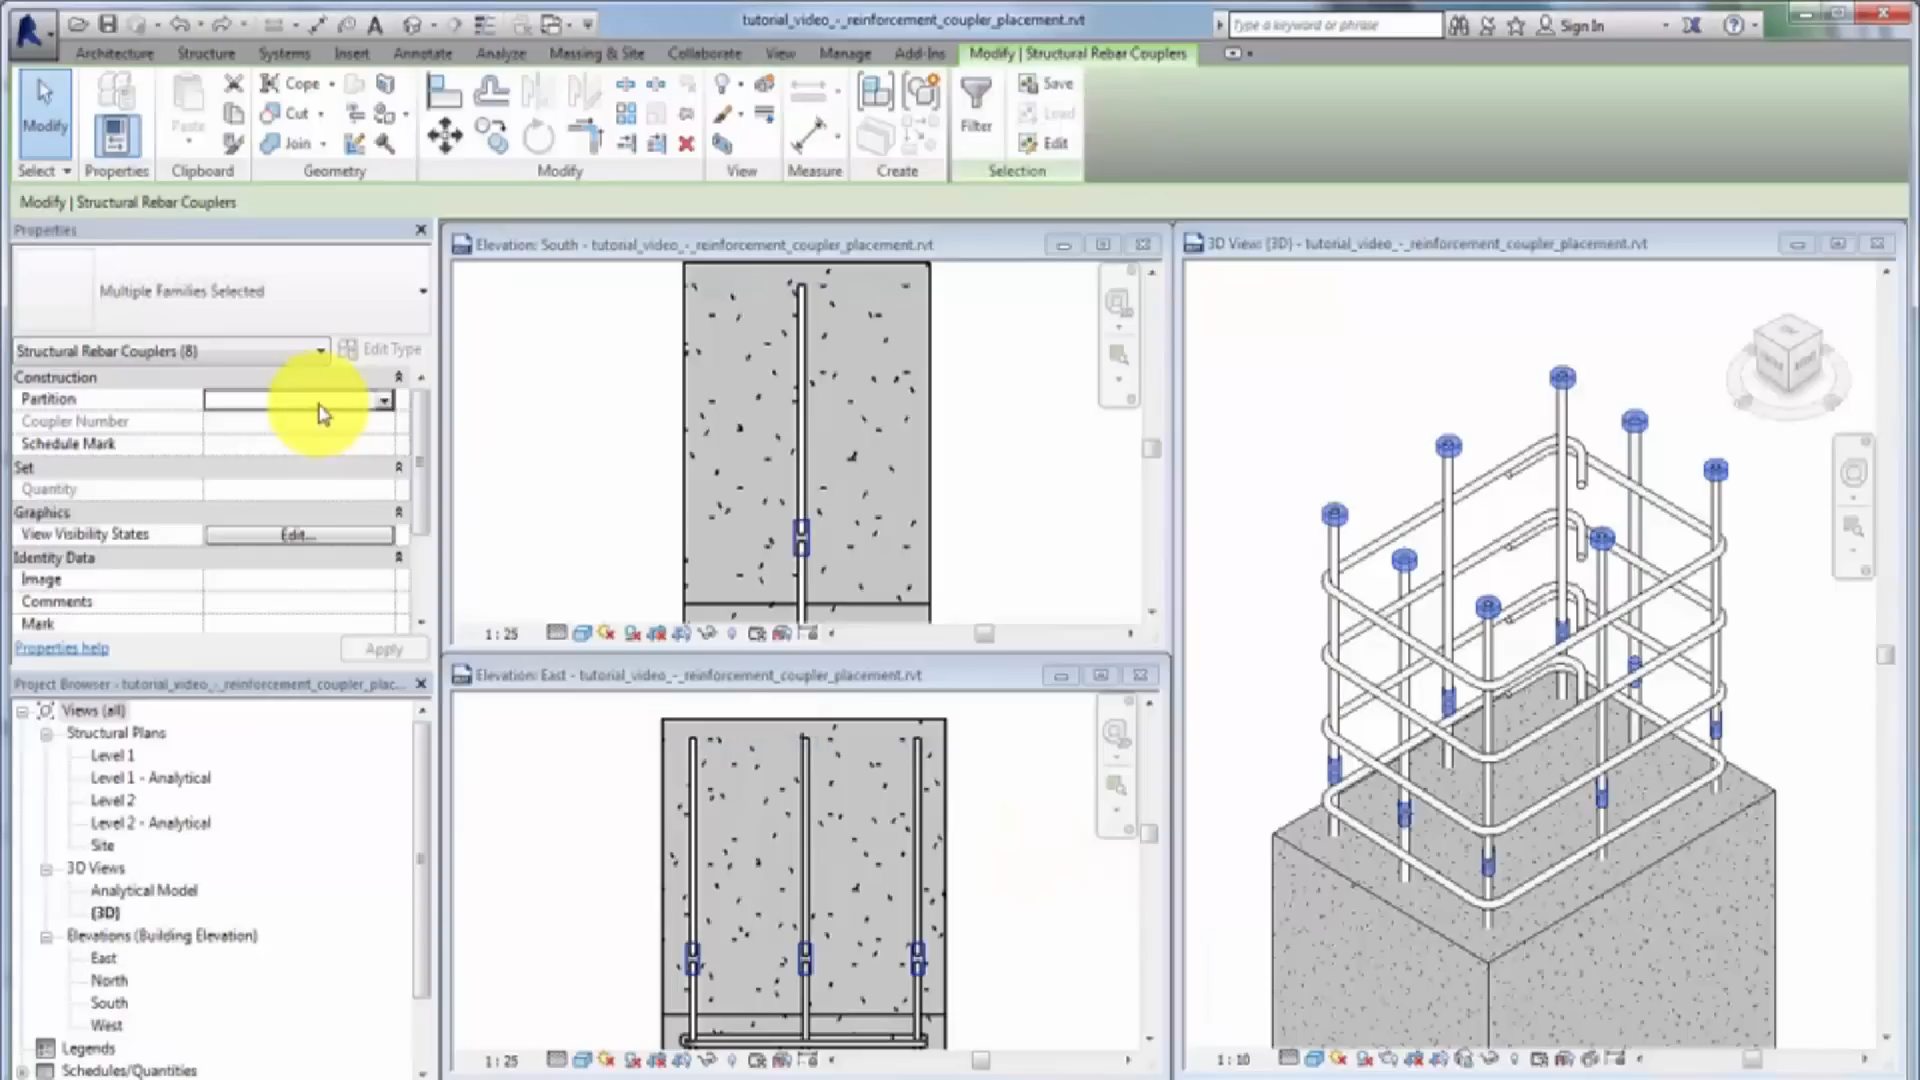 tutorial_video_-_reinforcement_coupler_placement.rvt
Type a keyword or phrase
Sign In
Architecture
Structure
Systems
Insert
Annotate
Analyze
Massing & Site
Collaborate
View
Manage
Add-Ins
Modify | Structural Rebar Couplers
Modify
Paste
Cope
Cut
Join
Filter
Save
Load
Edit
Select
Properties
Clipboard
Geometry
Modify
View
Measure
Create
Selection
Modify | Structural Rebar Couplers
Properties
Multiple Families Selected
Structural Rebar Couplers (8)
Edit Type
Construction
Partition
Coupler Number
Schedule Mark
Set
Quantity
Graphics
View Visibility States
Edit...
Identity Data
Image
Comments
Mark
Properties help
Apply
Project Browser - tutorial_video_-_reinforcement_coupler_plac...
Views (all)
Structural Plans
Level 1
Level 1 - Analytical
Level 2
Level 2 - Analytical
Site
3D Views
Analytical Model
{3D}
Elevations (Building Elevation)
East
North
South
West
Legends
Schedules/Quantities
Elevation: South - tutorial_video_-_reinforcement_coupler_placement.rvt
1 : 25
Elevation: East - tutorial_video_-_reinforcement_coupler_placement.rvt
1 : 25
3D View: {3D} - tutorial_video_-_reinforcement_coupler_placement.rvt
1 : 10